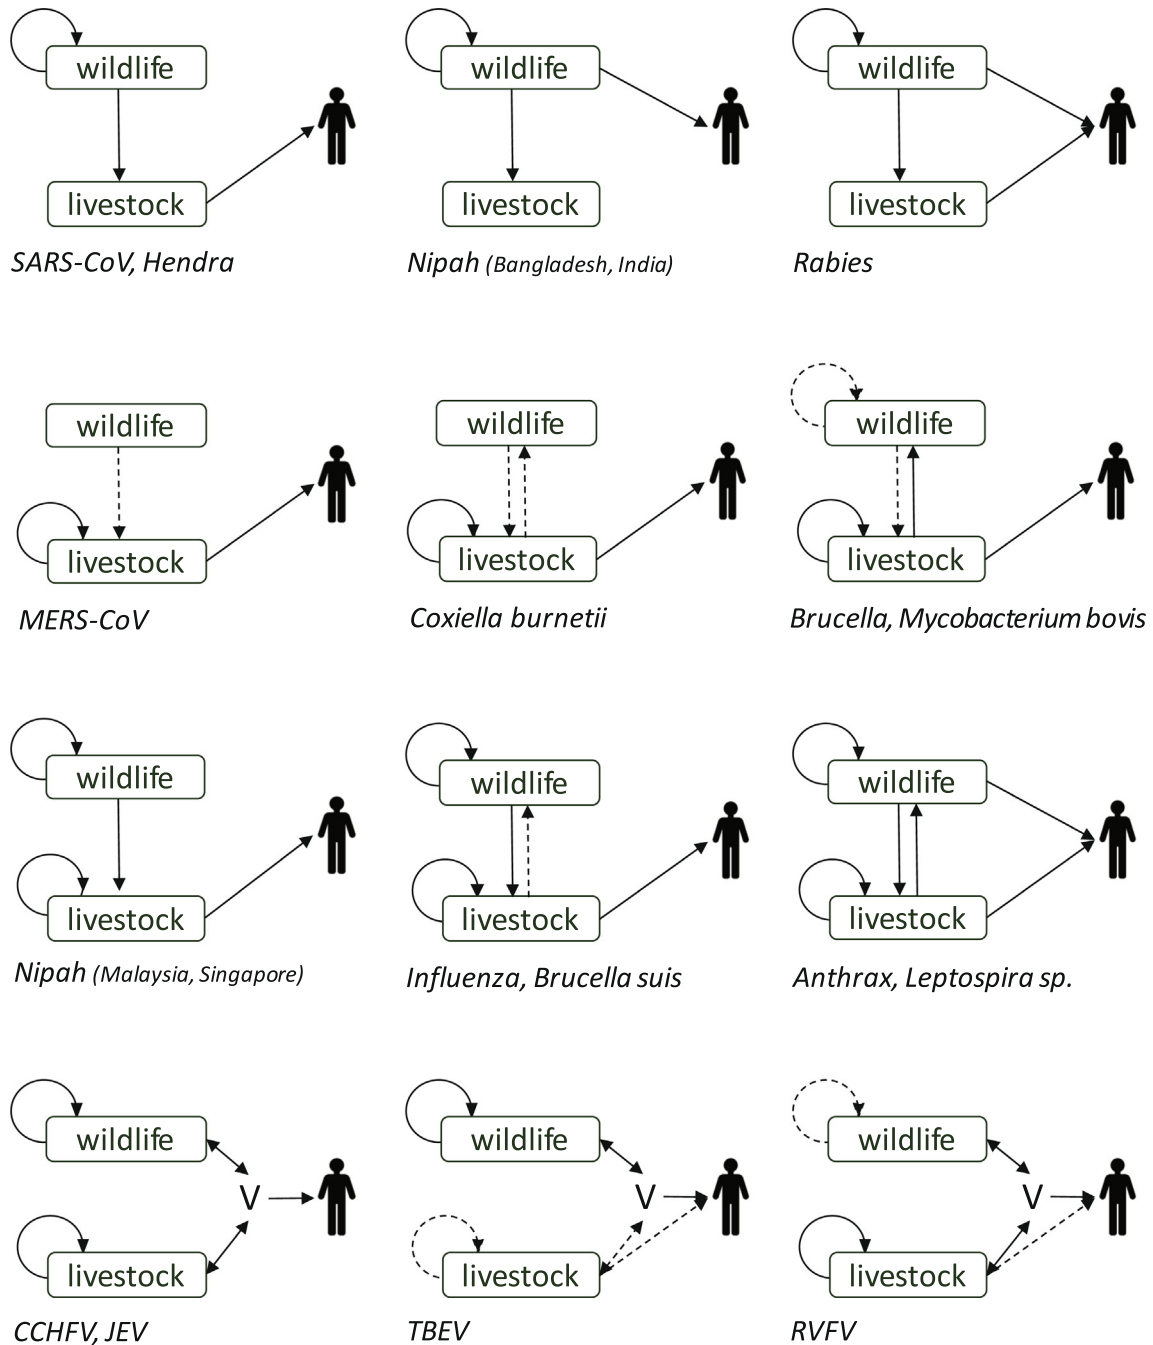 wildlife wildlife wildlife
livestock livestock livestock
SARS-CoV, Hendra Nipah (Bangladesh, India) Rabies
wildlife wildlife wildlife
livestock livestock livestock
MERS-CoV Coxiella burnetii Brucella, Mycobacterium bovis
wildlife wildlife wildlife
livestock livestock livestock
Nipah (Malaysia, Singapore) Influenza, Brucella suis Anthrax, Leptospira sp.
wildlife wildlife wildlife
V V V
livestock livestock livestock
CCHFV, JEV TBEV RVFV